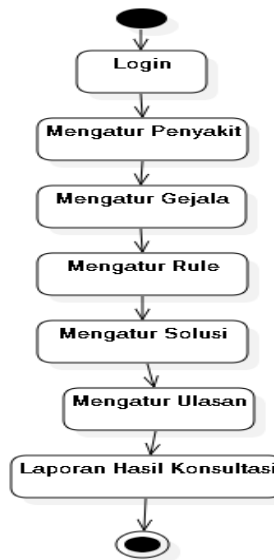 Login
Mengatur Penyakit
Mengatur Gejala
Mengatur Rule
Mengatur Solusi
Mengatur Ulasan
Laporan Hasil Konsultasi